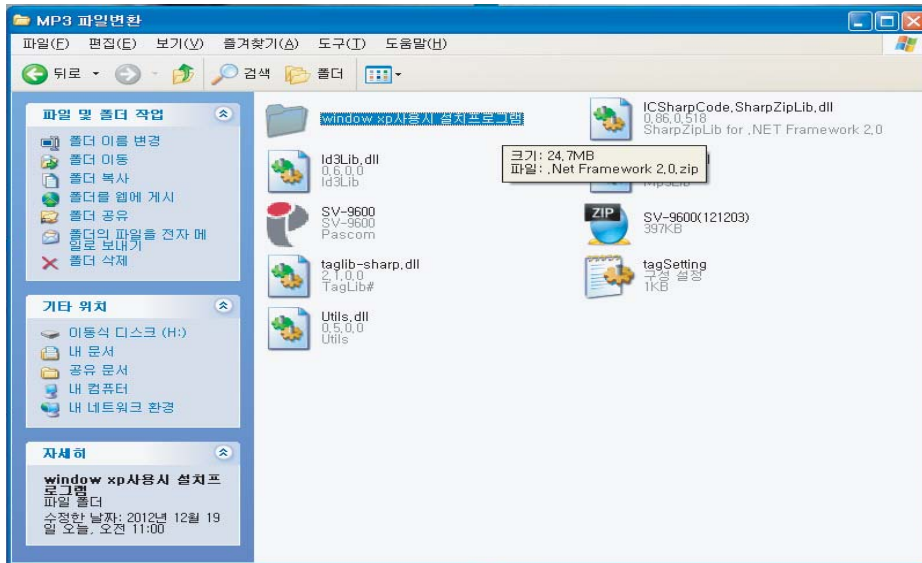 MP3 파일변환
파일(F) 편집(E) 보기(V) 즐겨찾기(A) 도구(T) 도움말(H)
뒤로 검색 폴더
파일 및 폴더 작업
폴더 이름 변경
폴더 이동
폴더 복사
폴더를 웹에 게시
폴더 공유
폴더의 파일을 전자 메
일로 보내기
폴더 삭제
기타 위치
이동식 디스크 (H:)
내 문서
공유 문서
내 컴퓨터
내 네트워크 환경
자세히
window xp사용시 설치프
로그램
파일 폴더
수정한 날짜: 2012년 12월 19
일 오늘, 오전 11:00
window xp사용시 설치프로그램
ICSharpCode.SharpZipLib.dll
0.86.0.518
SharpZipLib for .NET Framework 2.0
크기: 24.7MB
파일: .Net Framework 2.0.zip
Id3Lib.dll
0.6.0.0
Id3Lib
Mp3Lib
SV-9600
SV-9600
Pascom
ZIP
SV-9600(121203)
397KB
taglib-sharp.dll
2.1.0.0
TagLib#
tagSetting
구성 설정
1KB
Utils.dll
0.5.0.0
Utils